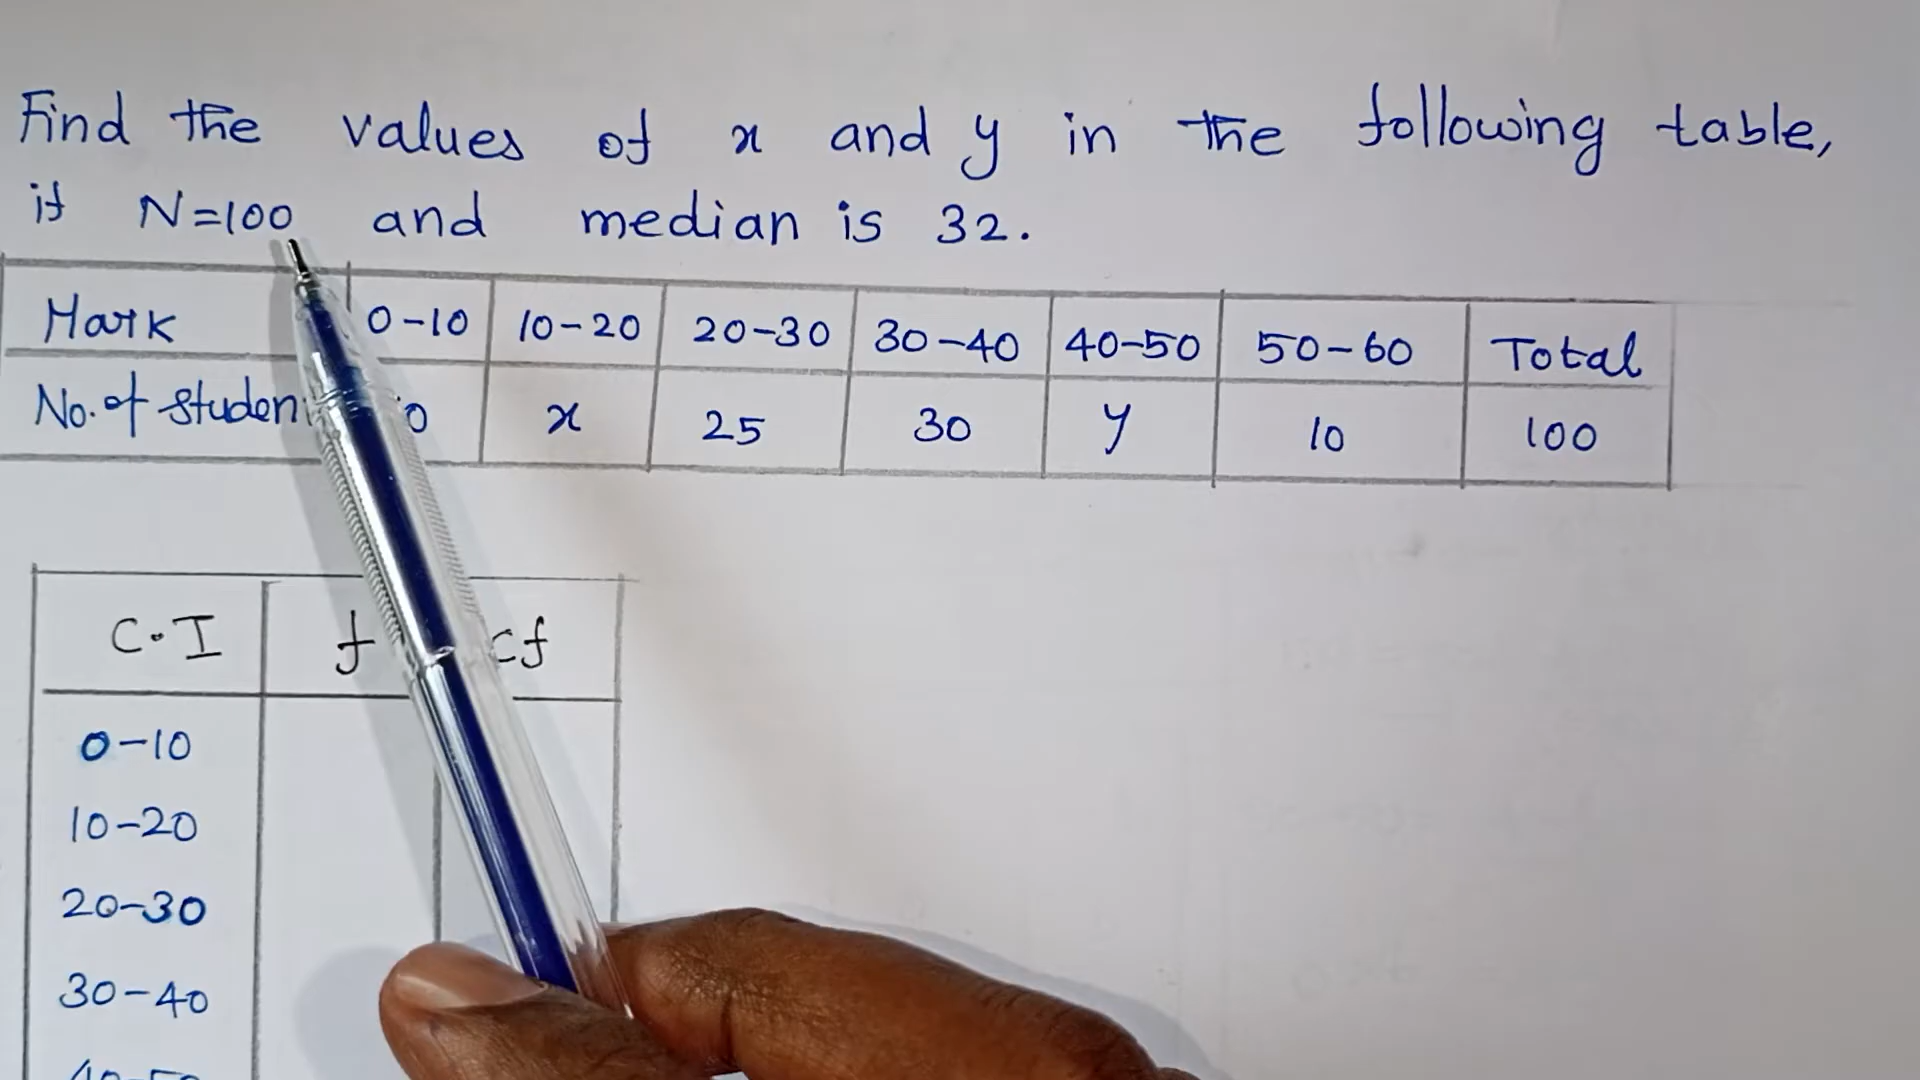 Find the values of x and y in the following table,
if N=100 and median is 32.
Mark 0-10 10-20 20-30 30-40 40-50 50-60 Total
No. of x 25 30 y 10 100
C.I f cf
0-10
10-20
20-30
30-40